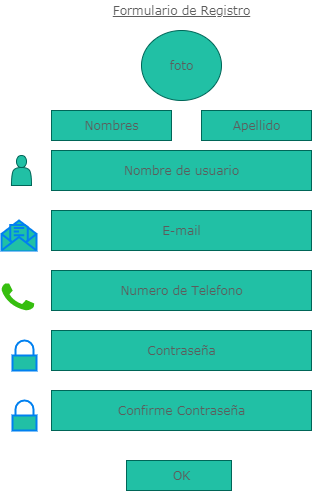 Formulario de Registro
foto
Nombres
Apellido
Nombre de usuario
E-mail
Numero de Telefono
Contraseña
Confirme Contraseña
OK